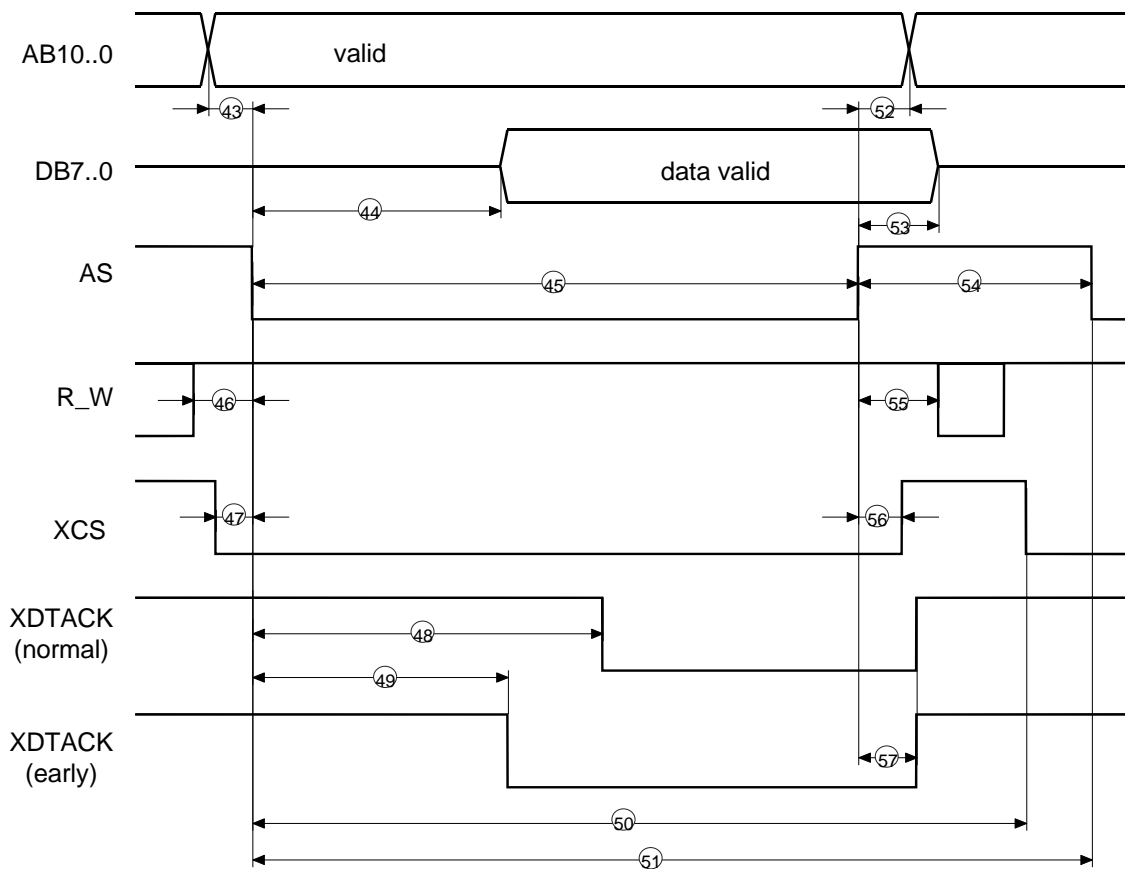 AB10..0
valid
43
52
DB7..0
data valid
44
53
AS
45
54
R_W
46
55
XCS
47
56
XDTACK
(normal)
48
49
XDTACK
(early)
57
50
51